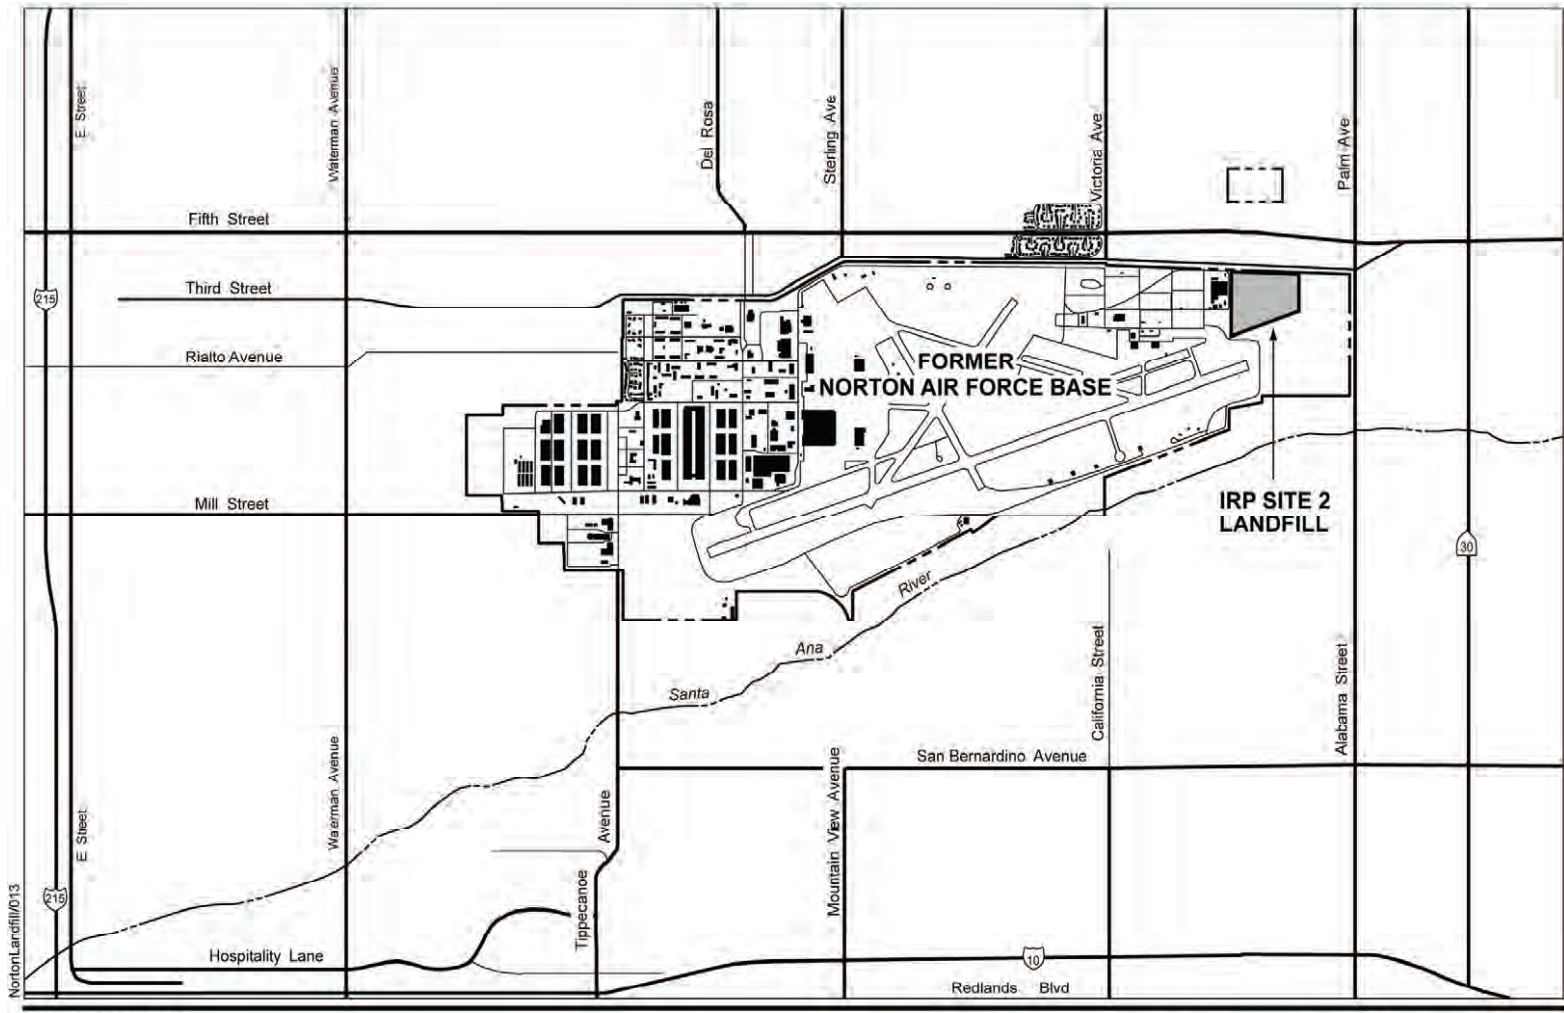 E Street
Waterman Avenue
Del Rosa
Sterling Ave
Victoria Ave
Palm Ave
Fifth Street
Third Street
215
Rialto Avenue
FORMER
NORTON AIR FORCE BASE
Mill Street
IRP SITE 2
LANDFILL
30
River
Ana
Santa
California Street
Alabama Street
San Bernardino Avenue
Waterman Avenue
E Street
Avenue
Tippecanoe
Mountain View Avenue
215
Hospitality Lane
10
Redlands Blvd
NortonLandfill/013